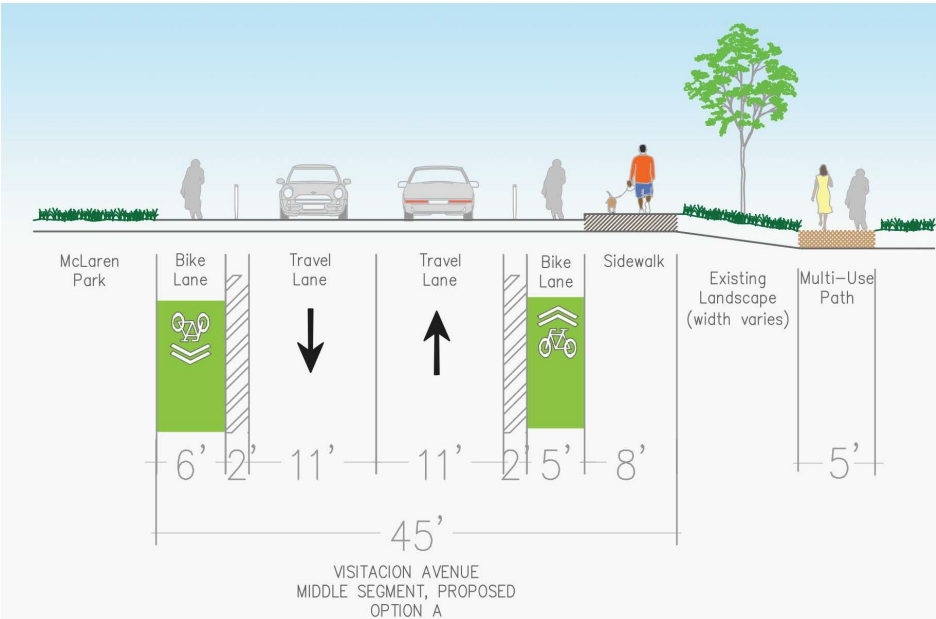 McLaren
Park
Bike
Lane
Travel
Lane
Travel
Lane
Bike
Lane
Sidewalk
Existing
Landscape
(width varies)
Multi-Use
Path
6' 2' 11' 11' 2' 5' 8' 5'
45'
VISITACION AVENUE
MIDDLE SEGMENT, PROPOSED
OPTION A